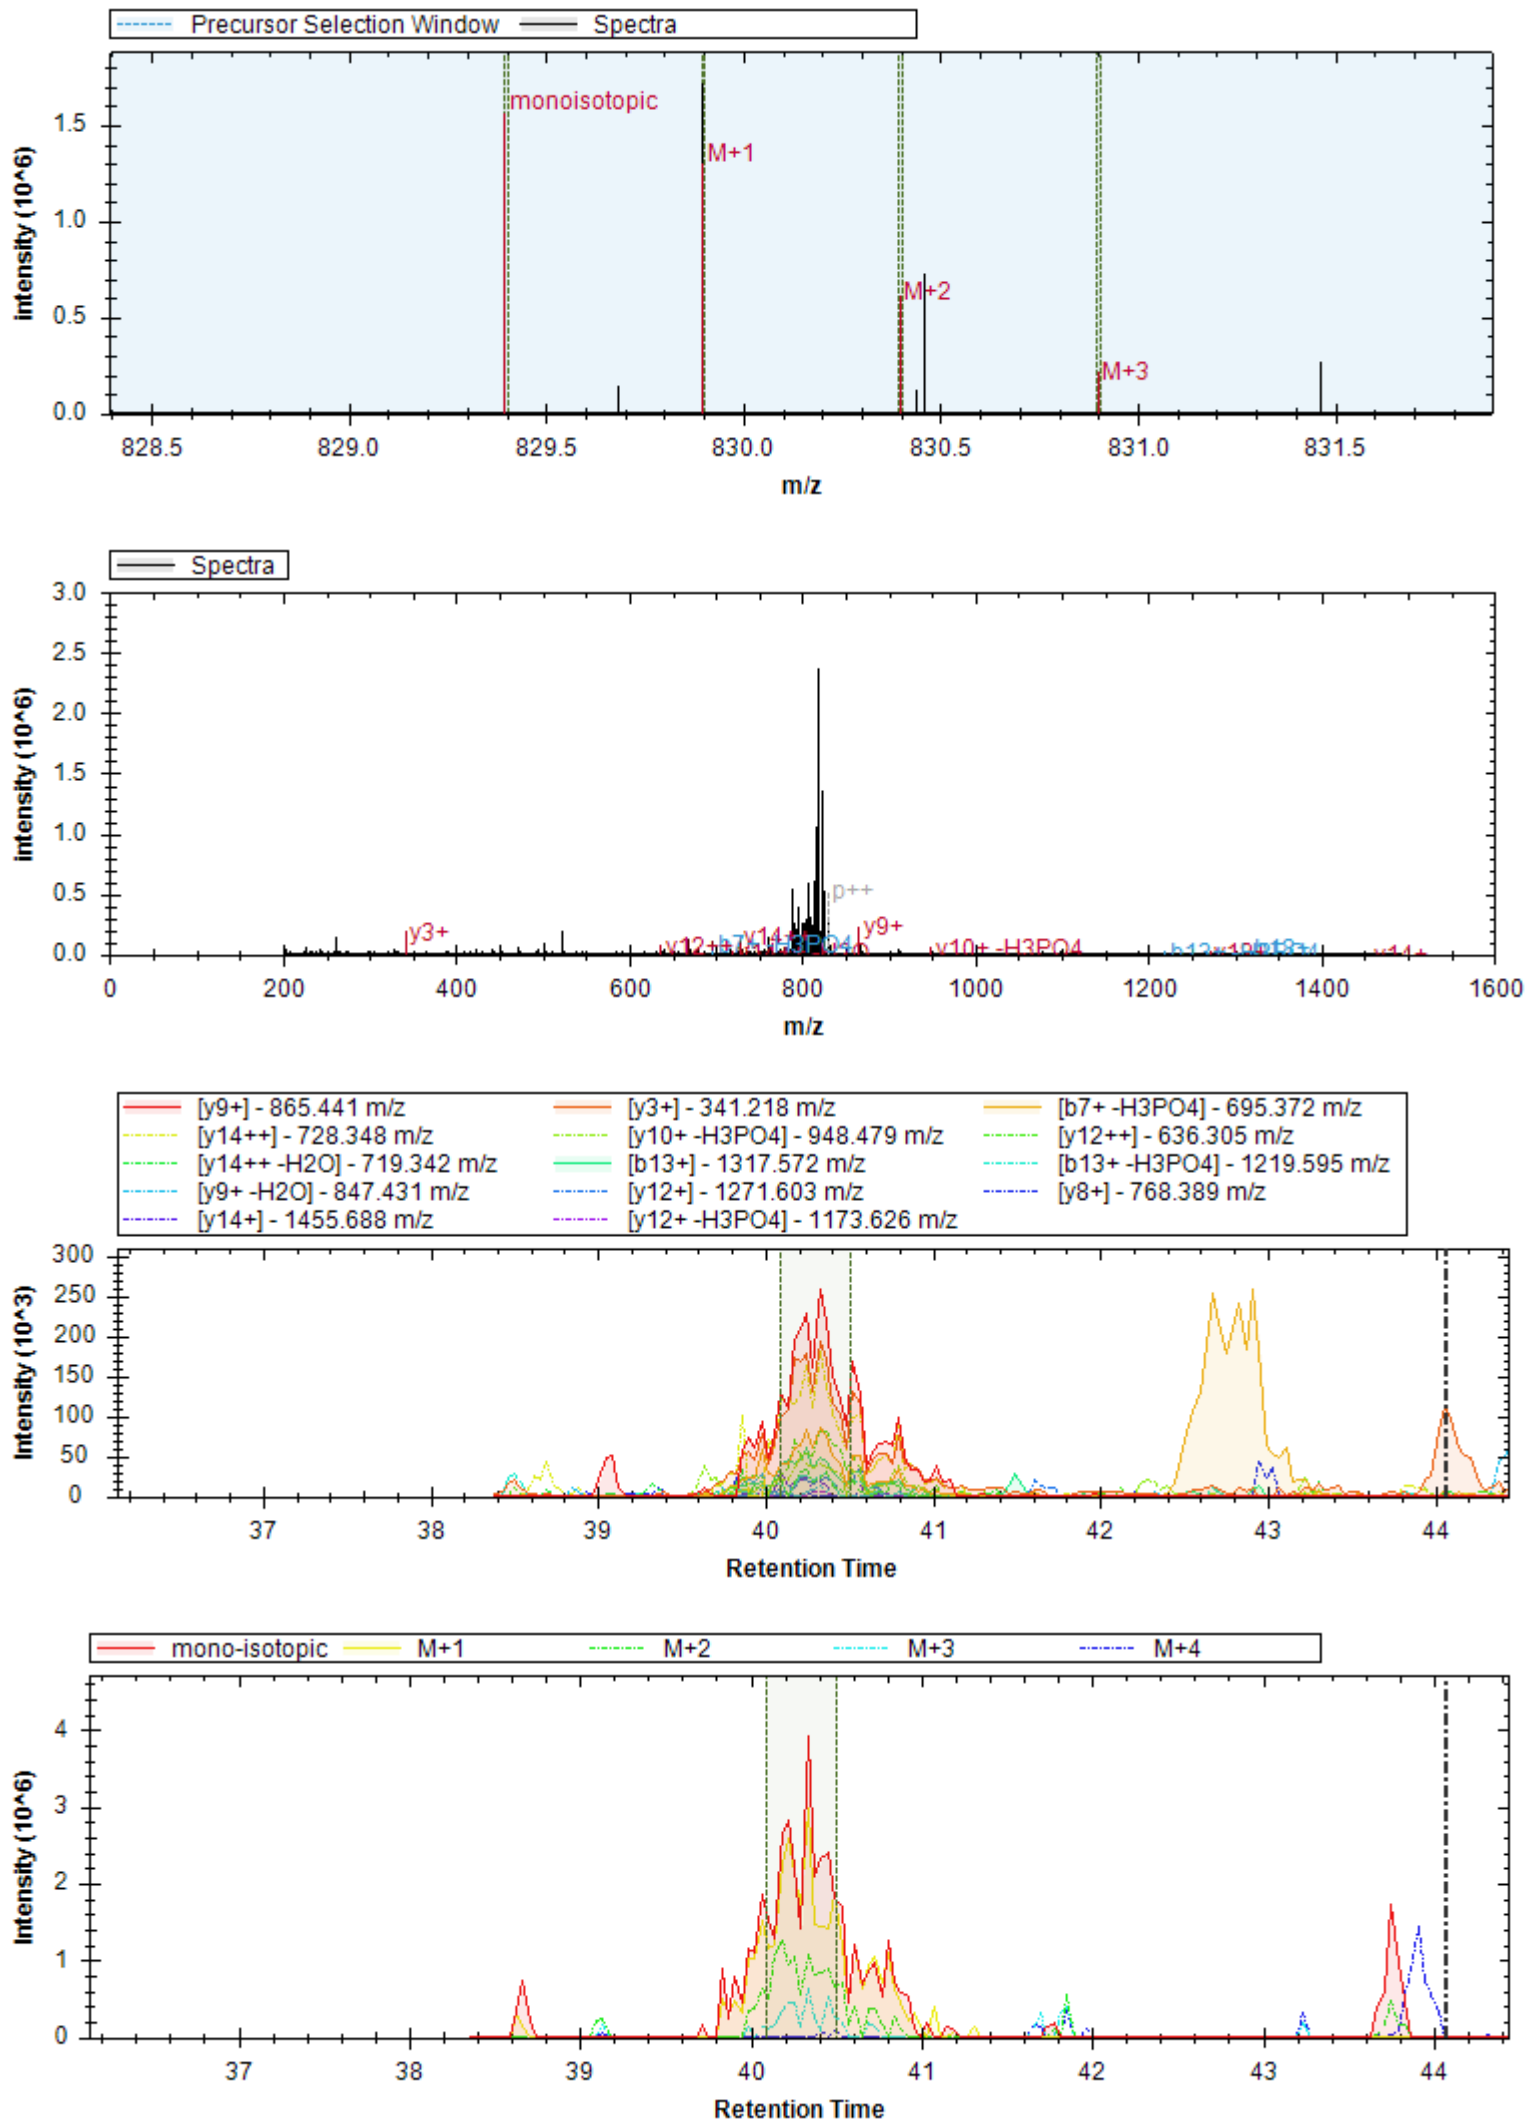 Precursor Selection Window Spectra
monoisotopic
M+1
M+2
M+3
1.5
1.0
0.5
0.0
intensity (10^6)
828.5 829.0 829.5 830.0 830.5 831.0 831.5
m/z
Spectra
3.0
2.5
2.0
1.5
1.0
0.5
0.0
intensity (10^6)
p++
y3+ y9+
y10+ -H3PO4
0 200 400 600 800 1000 1200 1400 1600
m/z
[y9+] - 865.441 m/z [y3+] - 341.218 m/z [b7+ -H3PO4] - 695.372 m/z
[y14++] - 728.348 m/z [y10+ -H3PO4] - 948.479 m/z [y12++] - 636.305 m/z
[y14++ -H2O] - 719.342 m/z [b13+] - 1317.572 m/z [b13+ -H3PO4] - 1219.595 m/z
[y9+ -H2O] - 847.431 m/z [y12+] - 1271.603 m/z [y8+] - 768.389 m/z
[y14+] - 1455.688 m/z [y12+ -H3PO4] - 1173.626 m/z
300
250
200
150
100
50
0
Intensity (10^3)
37 38 39 40 41 42 43 44
Retention Time
mono-isotopic M+1 M+2 M+3 M+4
4
3
2
1
0
Intensity (10^6)
37 38 39 40 41 42 43 44
Retention Time